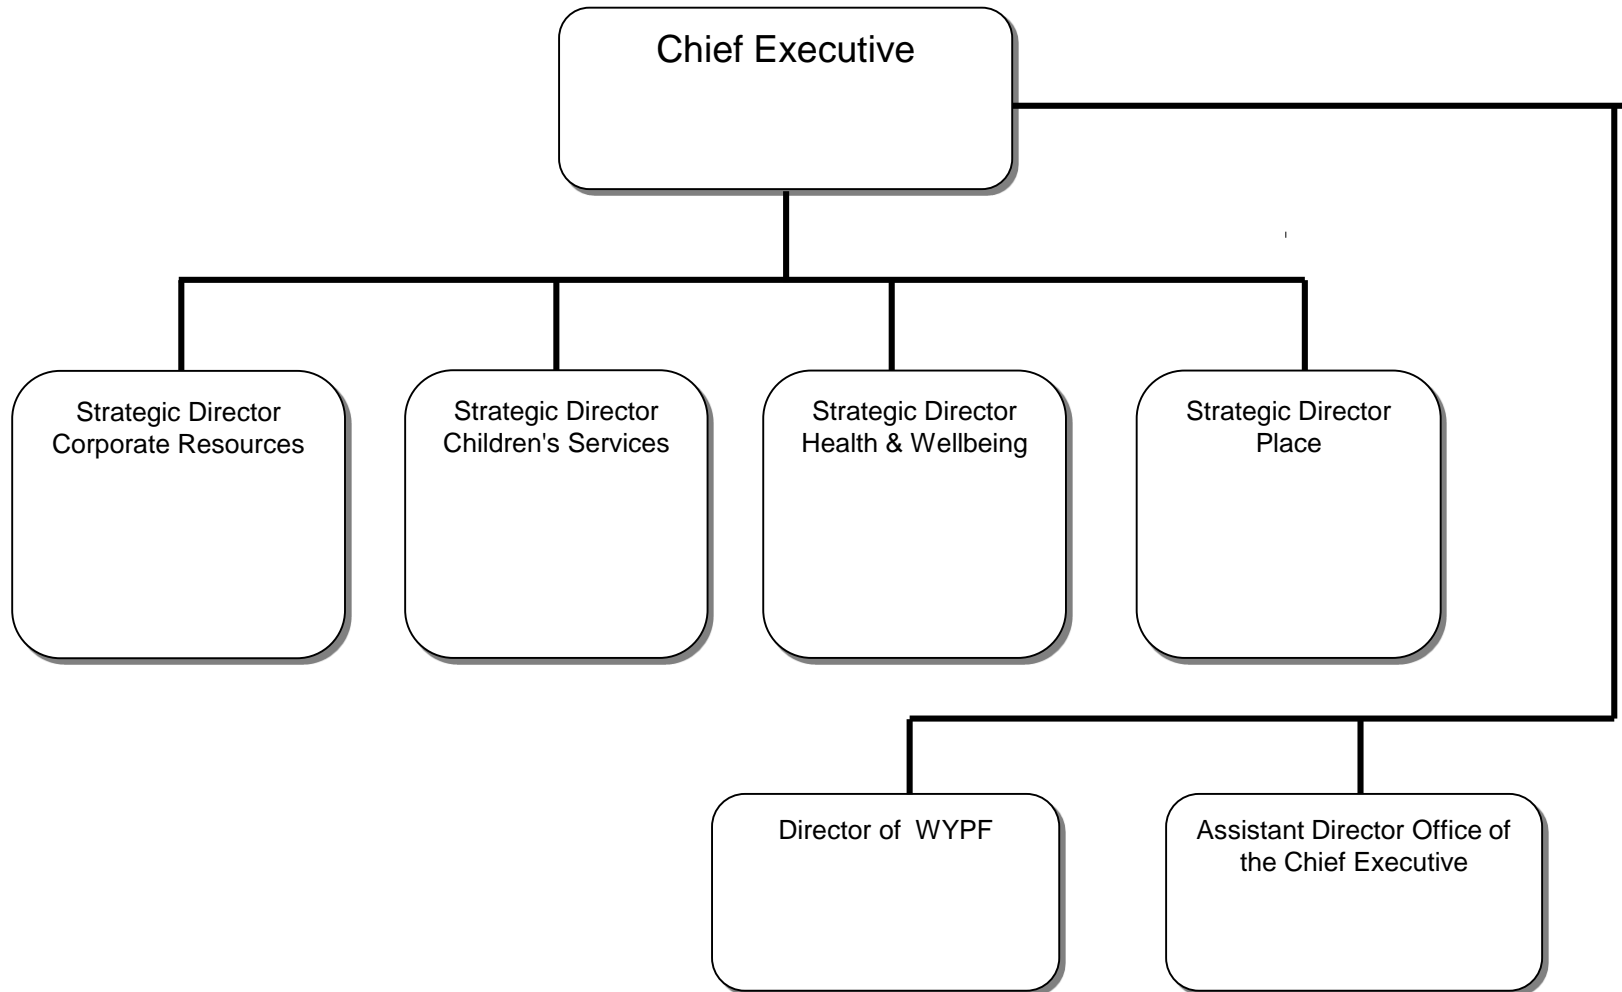 Chief Executive
Strategic Director
Corporate Resources
Strategic Director
Children's Services
Strategic Director
Health & Wellbeing
Strategic Director
Place
Director of  WYPF
Assistant Director Office of
the Chief Executive